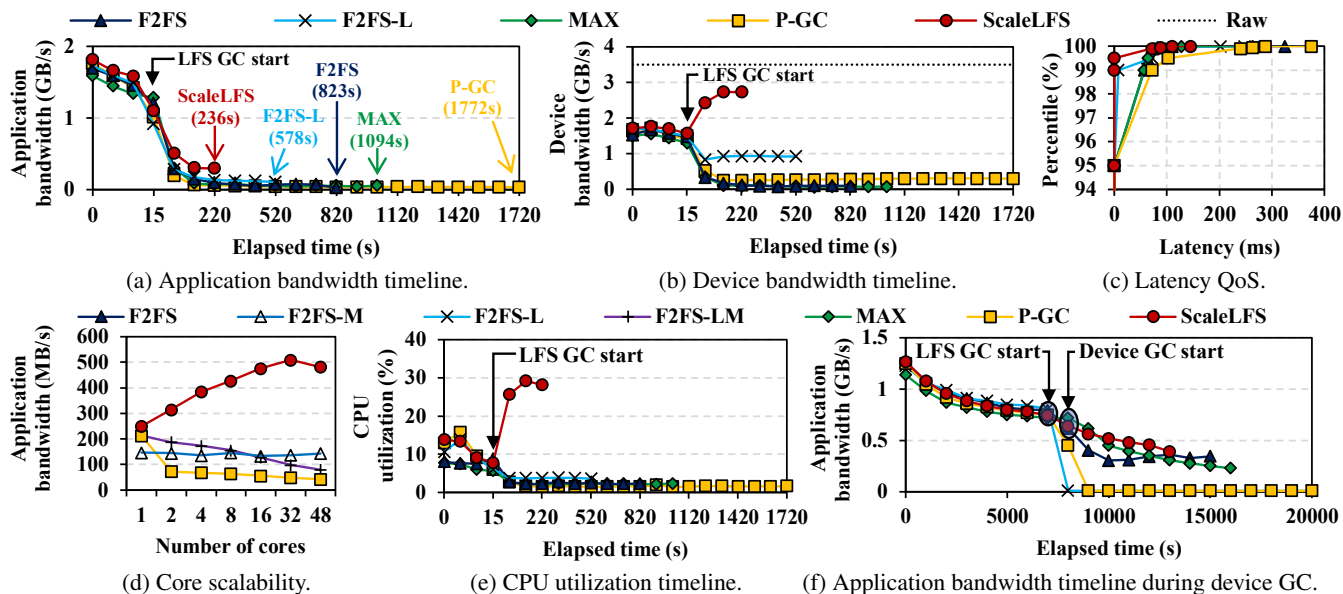 F2FS F2FS-L MAX P-GC ScaleLFS Raw
Application bandwidth (GB/s)
2
1
0
LFS GC start
ScaleLFS (236s)
F2FS-L (578s)
F2FS (823s)
MAX (1094s)
P-GC (1772s)
0 15 220 520 820 1120 1420 1720
Elapsed time (s)
(a) Application bandwidth timeline.
Device bandwidth (GB/s)
4
3
2
1
0
LFS GC start
0 15 220 520 820 1120 1420 1720
Elapsed time (s)
(b) Device bandwidth timeline.
Percentile (%)
100
99
98
97
96
95
94
0 100 200 300 400
Latency (ms)
(c) Latency QoS.
F2FS F2FS-M F2FS-L F2FS-LM MAX P-GC ScaleLFS
Application bandwidth (MB/s)
600
500
400
300
200
100
0
1 2 4 8 16 32 48
Number of cores
(d) Core scalability.
CPU utilization (%)
40
30
20
10
0
LFS GC start
0 15 220 520 820 1120 1420 1720
Elapsed time (s)
(e) CPU utilization timeline.
Application bandwidth (GB/s)
1.5
1
0.5
0
LFS GC start
Device GC start
0 5000 10000 15000 20000
Elapsed time (s)
(f) Application bandwidth timeline during device GC.